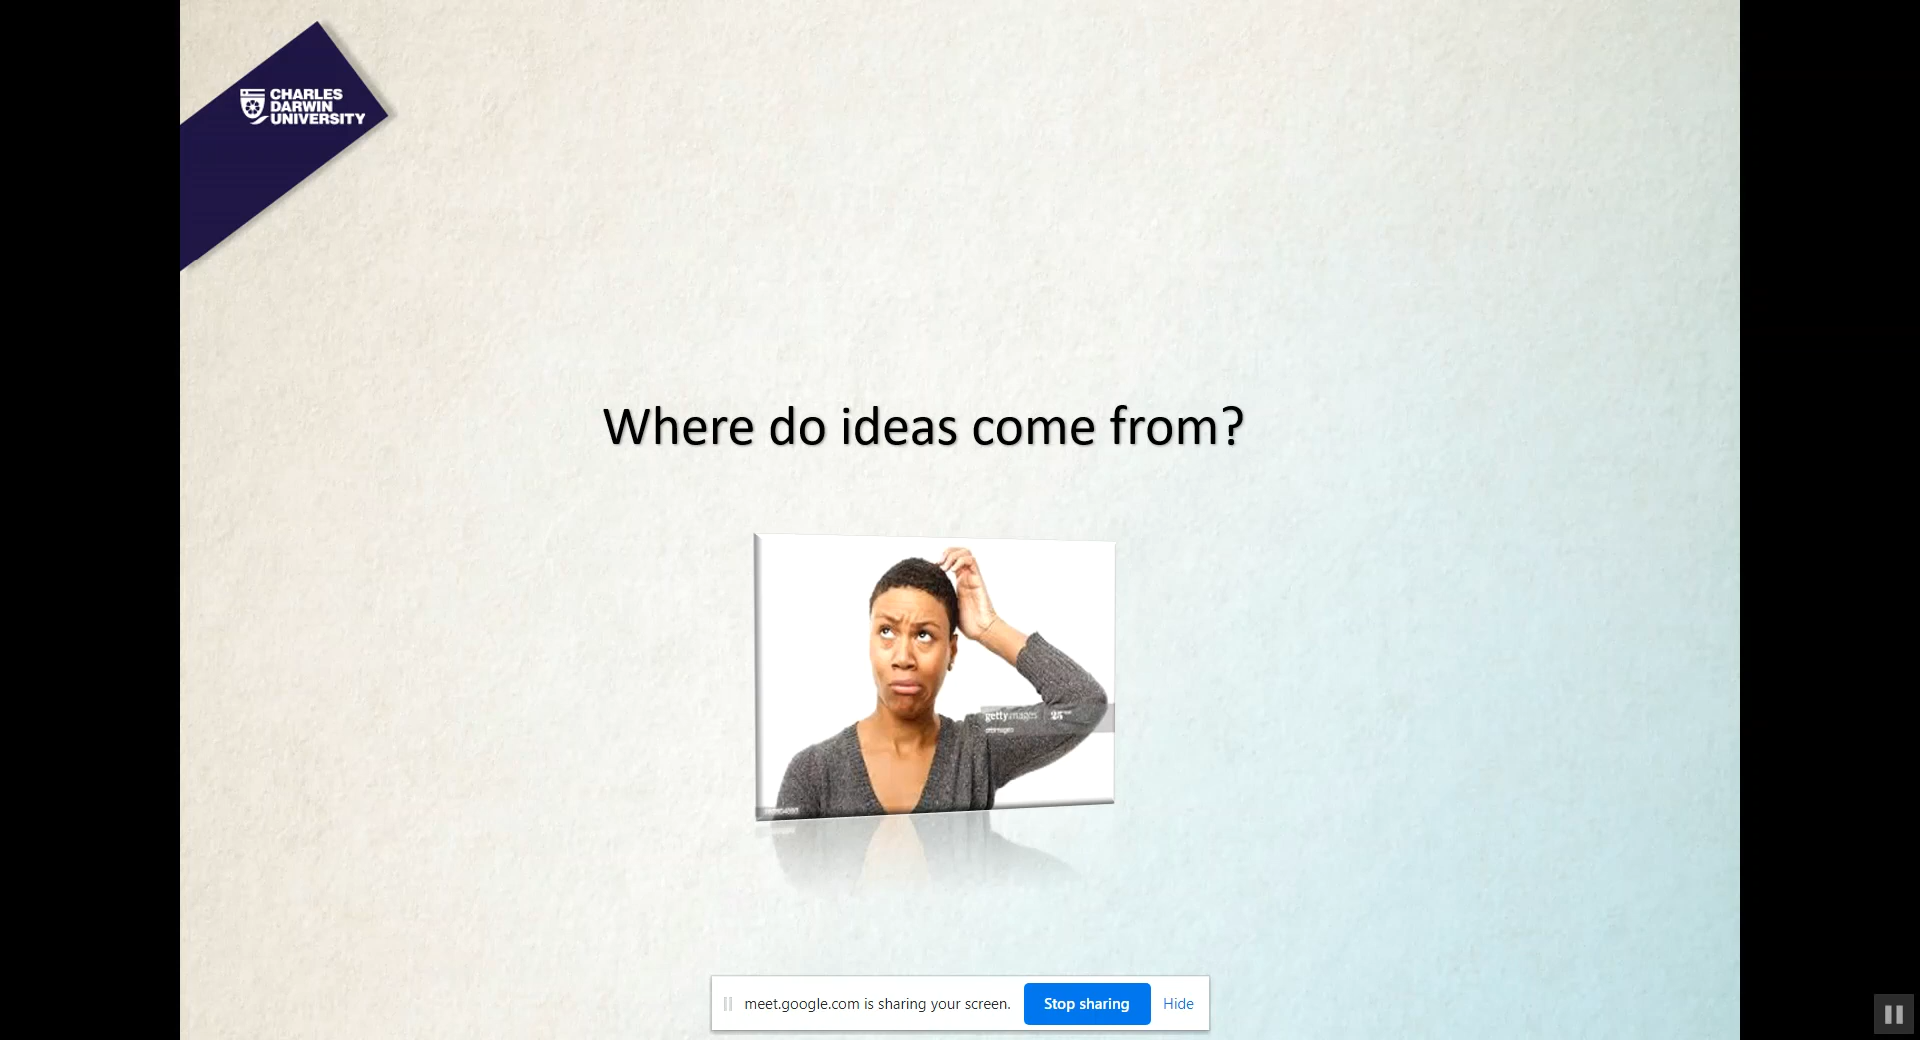 CHARLES
DARWIN
UNIVERSITY
Where do ideas come from?
gettyimages
meet.google.com is sharing your screen. Stop sharing Hide